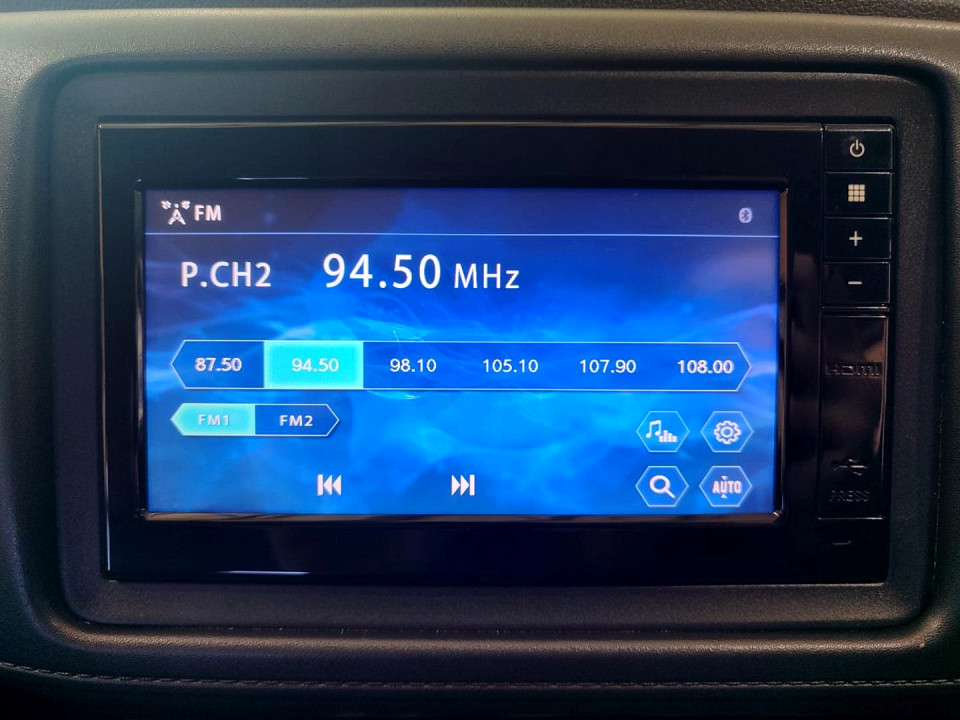 FM
P.CH2 94.50 MHz
87.50 94.50 98.10 105.10 107.90 108.00
FM1 FM2
AUTO
HDMI
PRESS